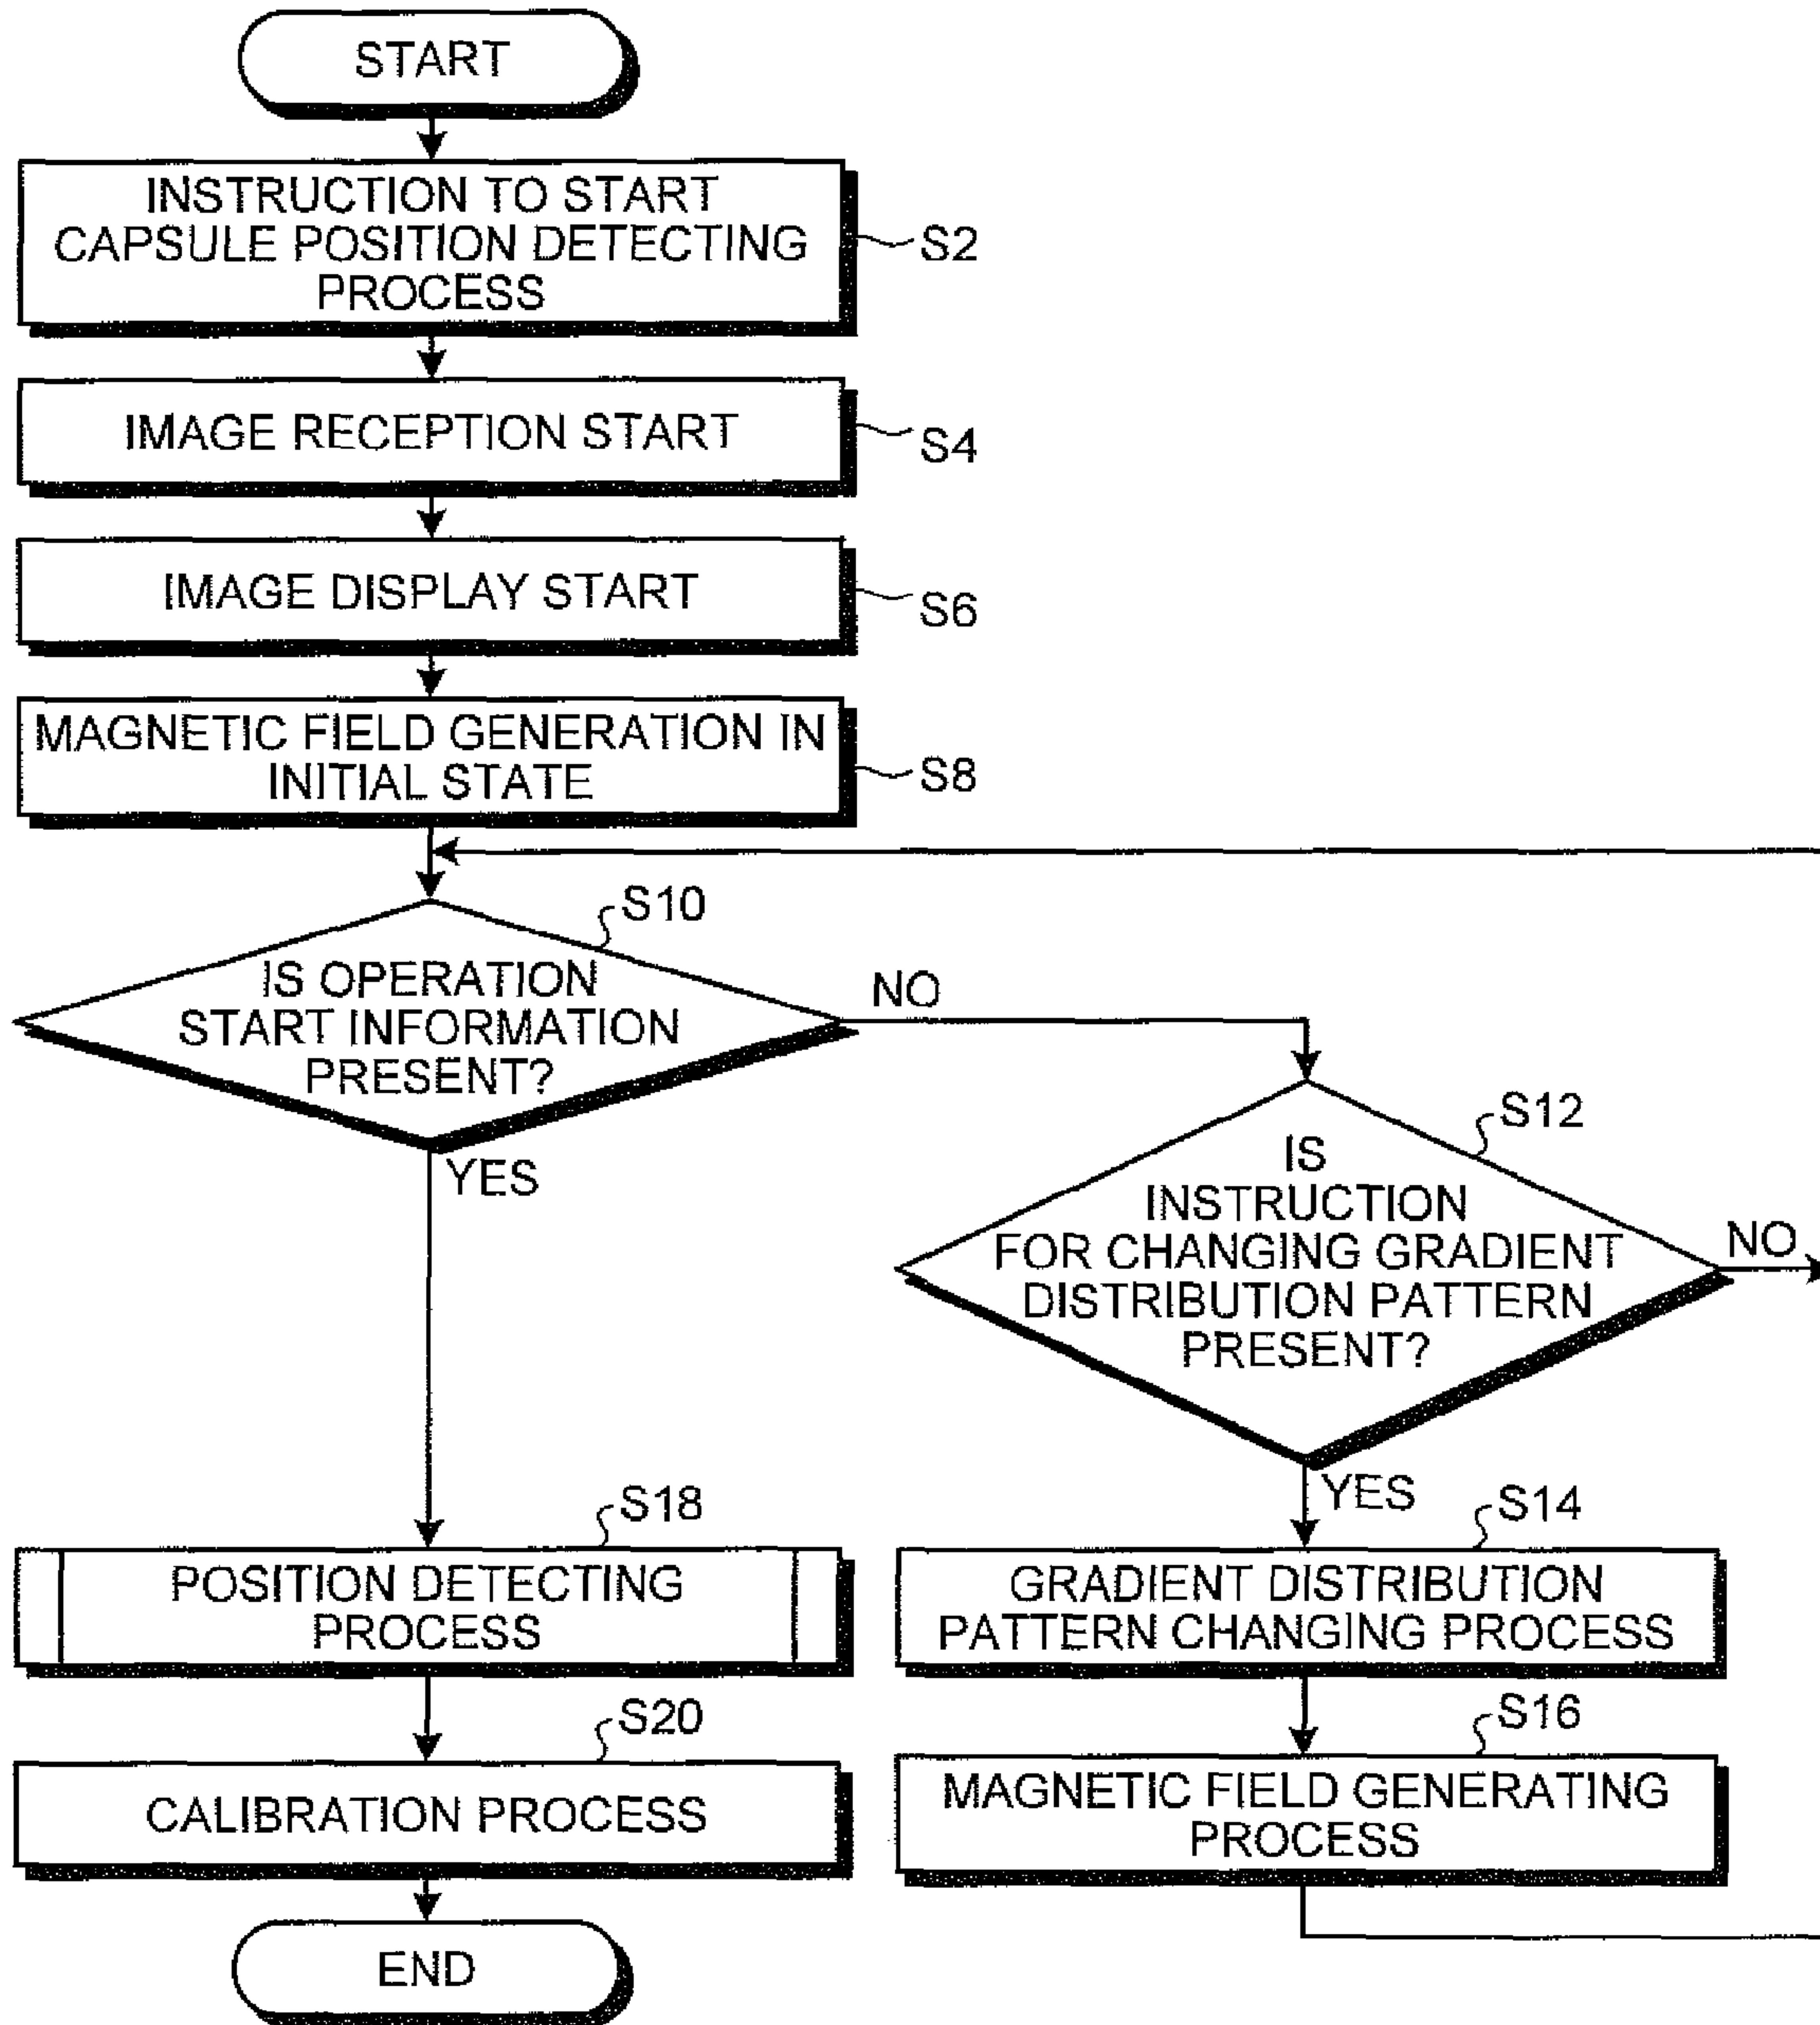 START
INSTRUCTION TO START
CAPSULE POSITION DETECTING
PROCESS
S2
IMAGE RECEPTION START
S4
IMAGE DISPLAY START
S6
MAGNETIC FIELD GENERATION IN
INITIAL STATE
S8
S10
IS OPERATION
START INFORMATION
PRESENT?
NO
YES
S12
IS
INSTRUCTION
FOR CHANGING GRADIENT
DISTRIBUTION PATTERN
PRESENT?
NO
YES
S18
POSITION DETECTING
PROCESS
S14
GRADIENT DISTRIBUTION
PATTERN CHANGING PROCESS
S20
CALIBRATION PROCESS
S16
MAGNETIC FIELD GENERATING
PROCESS
END